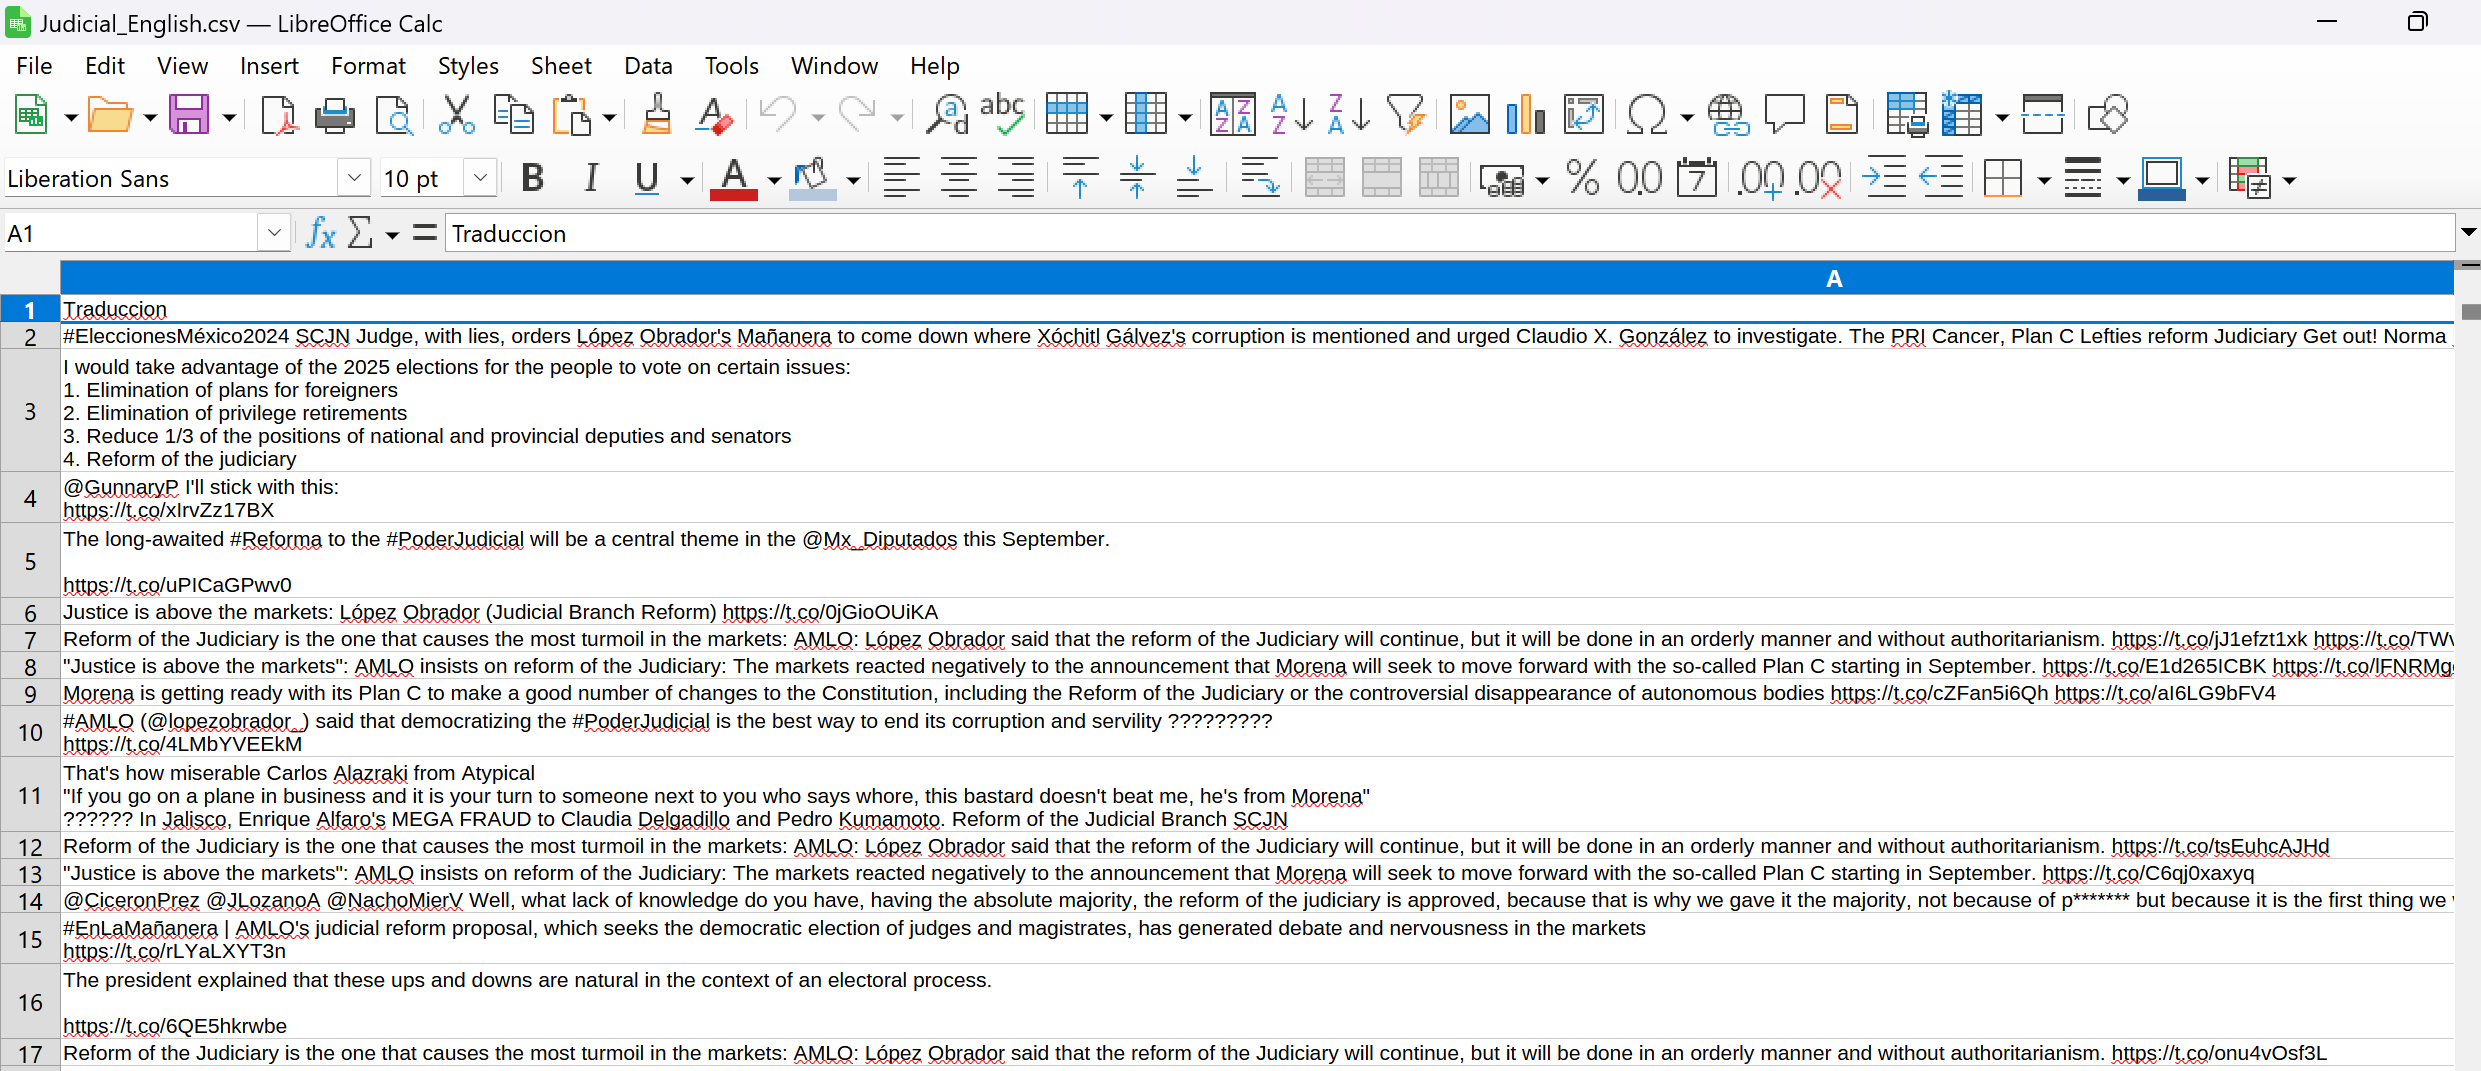 Judicial_English.csv — LibreOffice Calc
File Edit View Insert Format Styles Sheet Data Tools Window Help
Liberation Sans 10 pt
A1 Traduccion
A
1 Traduccion
2 #EleccionesMéxico2024 SCJN Judge, with lies, orders López Obrador's Mañanera to come down where Xóchitl Gálvez's corruption is mentioned and urged Claudio X. González to investigate. The PRI Cancer, Plan C Lefties reform Judiciary Get out! Norma
3 I would take advantage of the 2025 elections for the people to vote on certain issues:
1. Elimination of plans for foreigners
2. Elimination of privilege retirements
3. Reduce 1/3 of the positions of national and provincial deputies and senators
4. Reform of the judiciary
4 @GunnaryP I'll stick with this:
https://t.co/xIrvZz17BX
5 The long-awaited #Reforma to the #PoderJudicial will be a central theme in the @Mx_Diputados this September.
https://t.co/uPICaGPwv0
6 Justice is above the markets: López Obrador (Judicial Branch Reform) https://t.co/0jGioOUiKA
7 Reform of the Judiciary is the one that causes the most turmoil in the markets: AMLO: López Obrador said that the reform of the Judiciary will continue, but it will be done in an orderly manner and without authoritarianism. https://t.co/jJ1efzt1xk https://t.co/TW
8 "Justice is above the markets": AMLO insists on reform of the Judiciary: The markets reacted negatively to the announcement that Morena will seek to move forward with the so-called Plan C starting in September. https://t.co/E1d265ICBK https://t.co/lFNRMg
9 Morena is getting ready with its Plan C to make a good number of changes to the Constitution, including the Reform of the Judiciary or the controversial disappearance of autonomous bodies https://t.co/cZFan5i6Qh https://t.co/aI6LG9bFV4
10 #AMLO (@lopezobrador_) said that democratizing the #PoderJudicial is the best way to end its corruption and servility ?????????
https://t.co/4LMbYVEEkM
11 That's how miserable Carlos Alazraki from Atypical
"If you go on a plane in business and it is your turn to someone next to you who says whore, this bastard doesn't beat me, he's from Morena"
?????? In Jalisco, Enrique Alfaro's MEGA FRAUD to Claudia Delgadillo and Pedro Kumamoto. Reform of the Judicial Branch SCJN
12 Reform of the Judiciary is the one that causes the most turmoil in the markets: AMLO: López Obrador said that the reform of the Judiciary will continue, but it will be done in an orderly manner and without authoritarianism. https://t.co/tsEuhcAJHd
13 "Justice is above the markets": AMLO insists on reform of the Judiciary: The markets reacted negatively to the announcement that Morena will seek to move forward with the so-called Plan C starting in September. https://t.co/C6qj0xaxyq
14 @CiceronPrez @JLozanoA @NachoMierV Well, what lack of knowledge do you have, having the absolute majority, the reform of the judiciary is approved, because that is why we gave it the majority, not because of p******* but because it is the first thing we
15 #EnLaMañanera | AMLO's judicial reform proposal, which seeks the democratic election of judges and magistrates, has generated debate and nervousness in the markets
https://t.co/rLYaLXYT3n
16 The president explained that these ups and downs are natural in the context of an electoral process.
https://t.co/6QE5hkrwbe
17 Reform of the Judiciary is the one that causes the most turmoil in the markets: AMLO: López Obrador said that the reform of the Judiciary will continue, but it will be done in an orderly manner and without authoritarianism. https://t.co/onu4vOsf3L